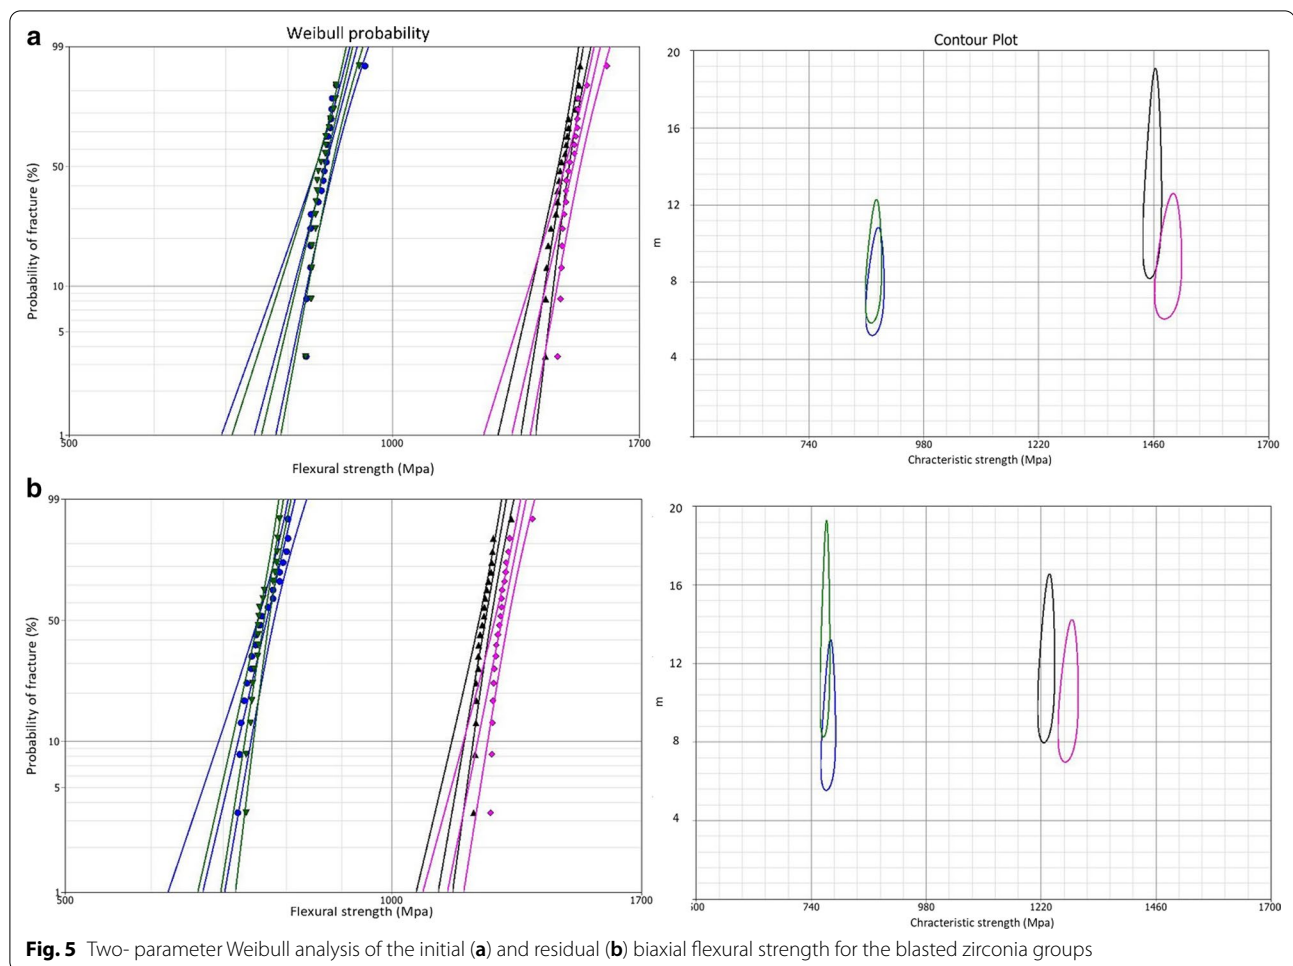 a
Weibull probability
99
50
10
5
1
500 1000 1700
Probability of fracture (%)
Flexural strength (Mpa)
Contour Plot
20
16
12
8
4
m
740 980 1220 1460 1700
Chracteristic strength (Mpa)
b
99
50
10
5
1
500 1000 1700
Probability of fracture (%)
Flexural strength (Mpa)
20
16
12
8
4
m
500 740 980 1220 1460 1700
Chracteristic strength (Mpa)
Fig. 5 Two- parameter Weibull analysis of the initial (a) and residual (b) biaxial flexural strength for the blasted zirconia groups